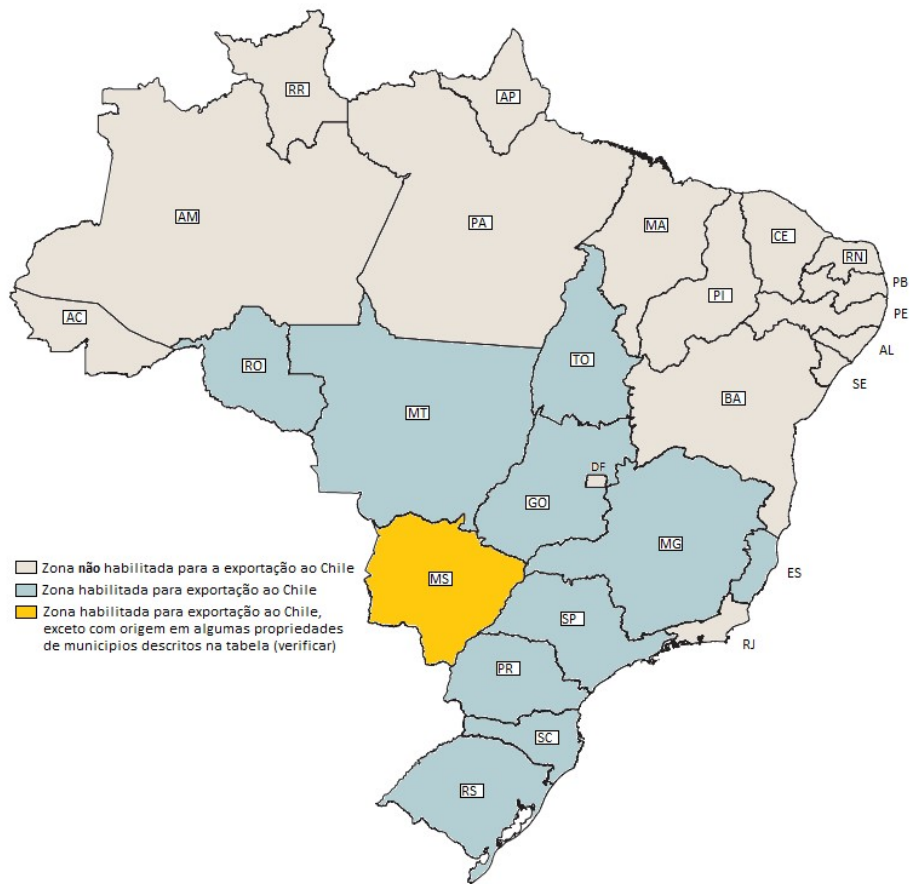 RR
AP
AM
PA
MA
CE
RN
PB
PI
PE
AC
AL
RO
TO
SE
BA
MT
DF
GO
MG
ES
Zona não habilitada para a exportação ao Chile
Zona habilitada para exportação ao Chile
Zona habilitada para exportação ao Chile,
exceto com origem em algumas propriedades
de municipios descritos na tabela (verificar)
MS
SP
RJ
PR
SC
RS